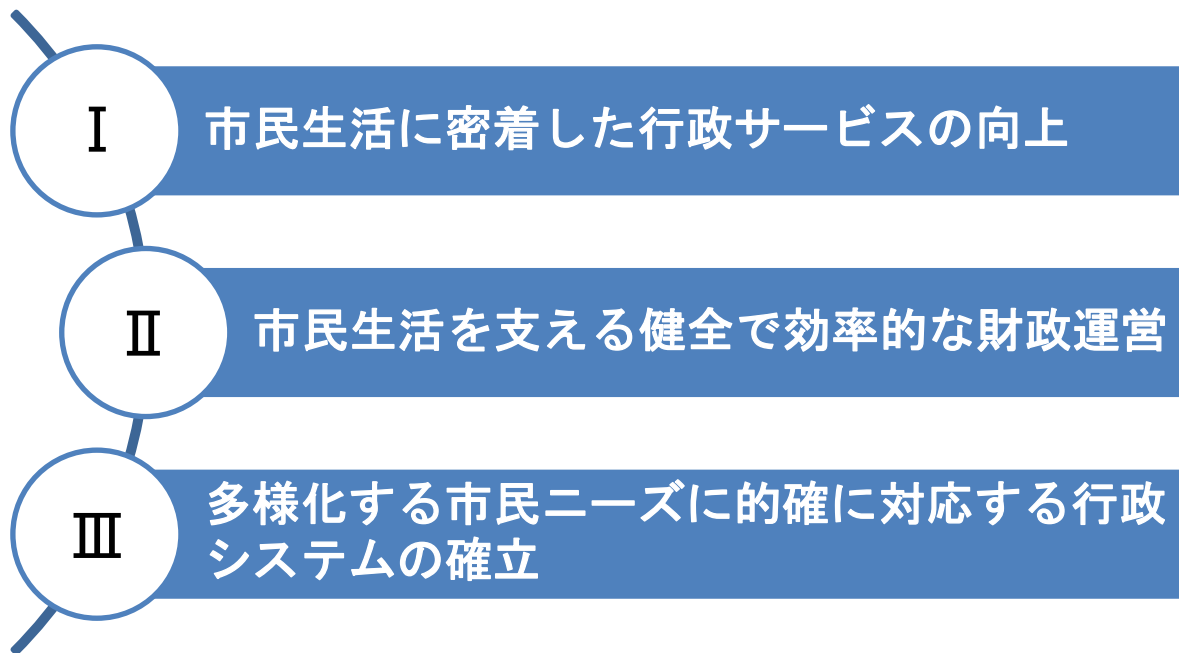 Ⅰ
市民生活に密着した行政サービスの向上
Ⅱ
市民生活を支える健全で効率的な財政運営
Ⅲ
多様化する市民ニーズに的確に対応する行政
システムの確立